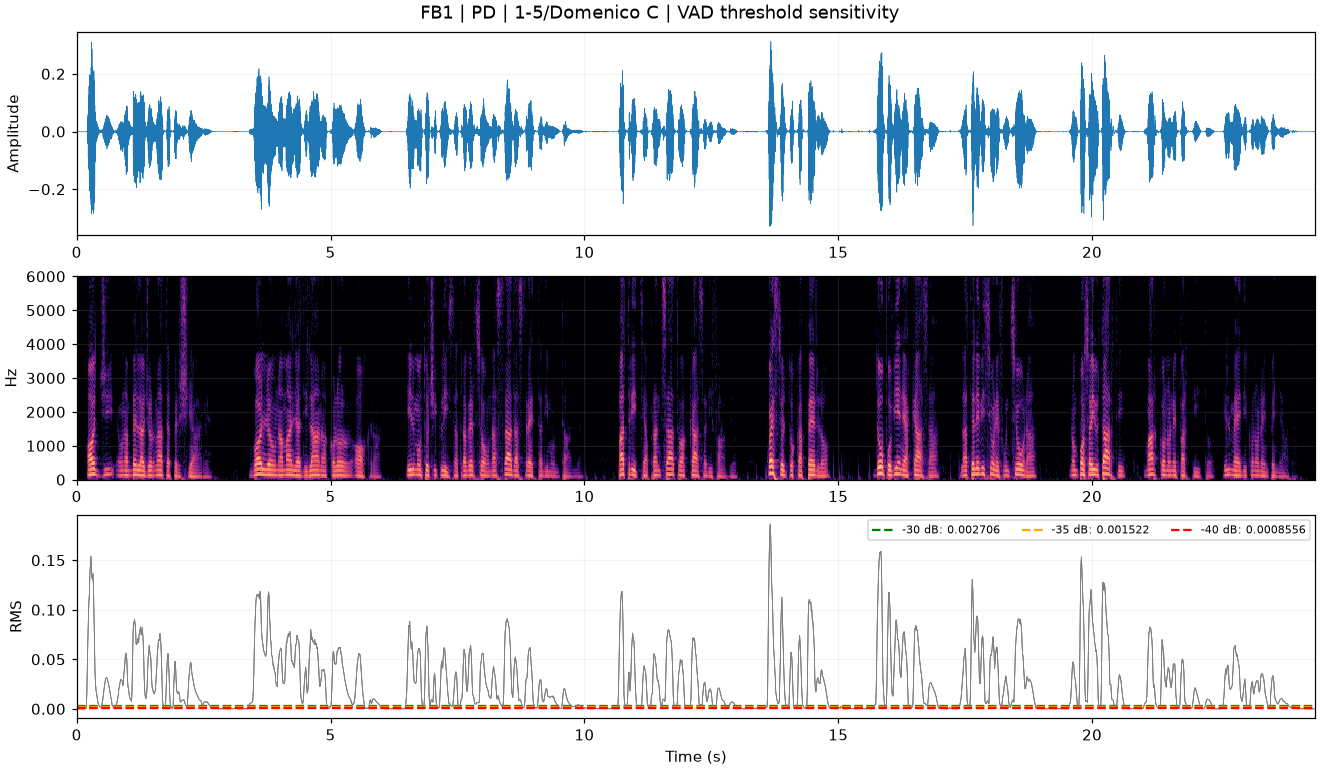 FB1 | PD | 1-5/Domenico C | VAD threshold sensitivity
Amplitude
0.2
0.0
−0.2
0 5 10 15 20
Hz
6000
5000
4000
3000
2000
1000
0
0 5 10 15 20
RMS
0.15
0.10
0.05
0.00
-30 dB: 0.002706 -35 dB: 0.001522 -40 dB: 0.0008556
0 5 10 15 20
Time (s)